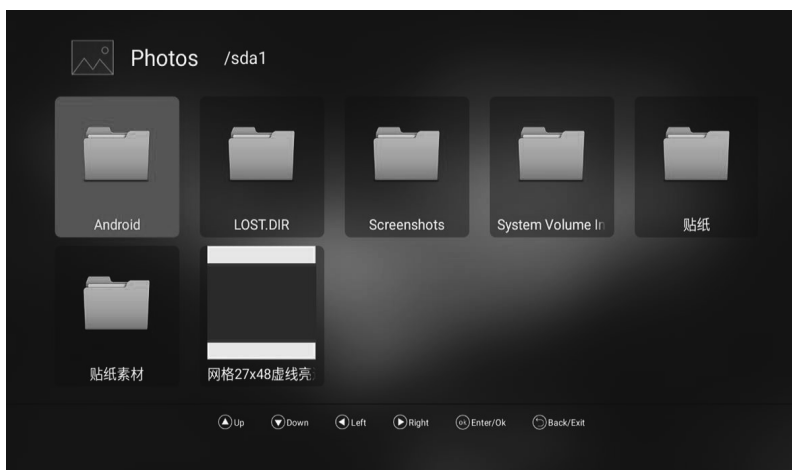 Photos /sda1
Android LOST.DIR Screenshots System Volume In 贴纸
贴纸素材 网格27x48虚线亮
Up Down Left Right ok Enter/Ok Back/Exit